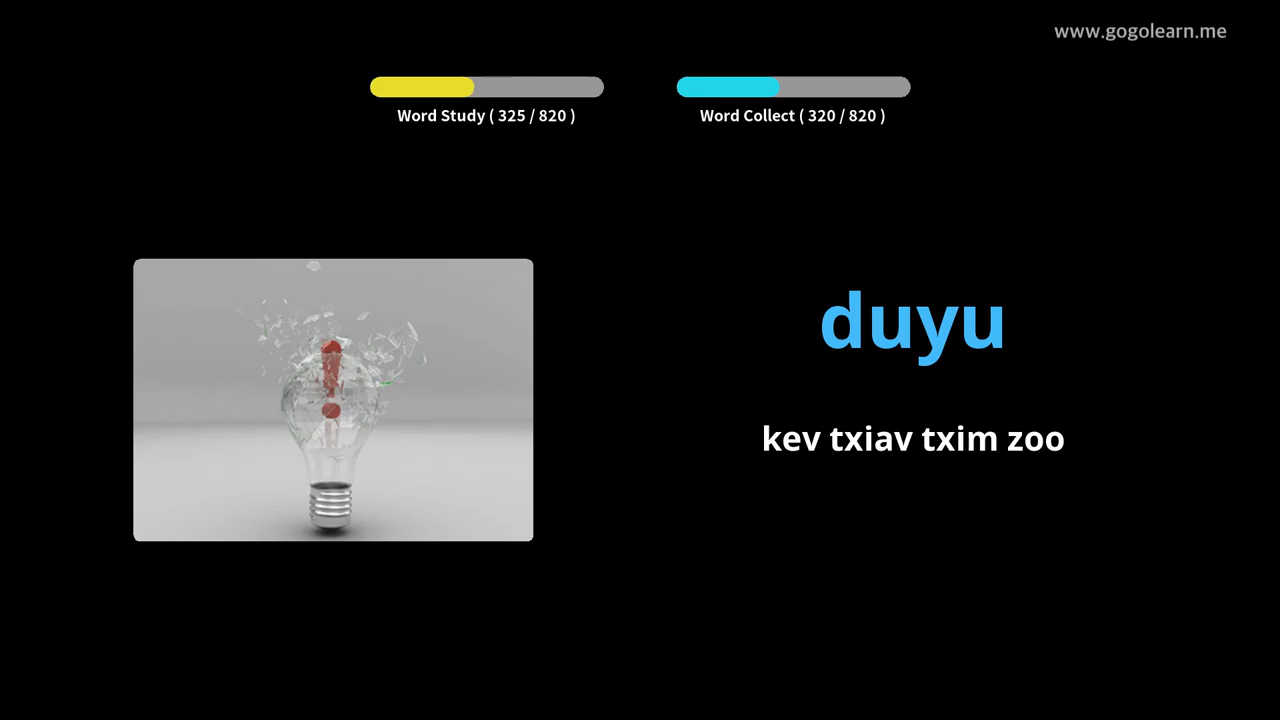 www.gogolearn.me
Word Study ( 325 / 820 )
Word Collect ( 320 / 820 )
duyu
kev txiav txim zoo